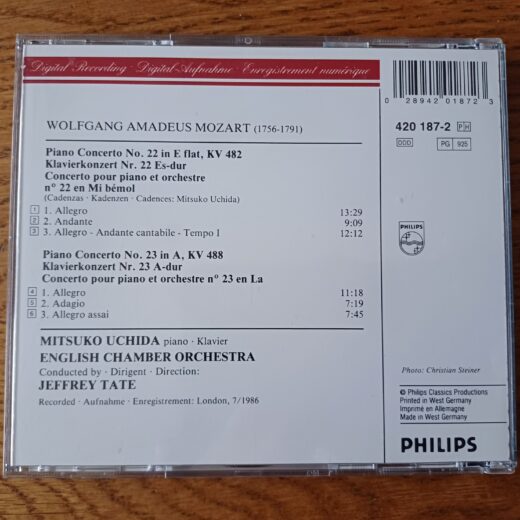 Digital Recording · Digital-Aufnahme · Enregistrement numérique
WOLFGANG AMADEUS MOZART (1756-1791)
Piano Concerto No. 22 in E flat, KV 482
Klavierkonzert Nr. 22 Es-dur
Concerto pour piano et orchestre
n° 22 en Mi bémol
(Cadenzas · Kadenzen · Cadences: Mitsuko Uchida)
1 1. Allegro 13:29
2 2. Andante 9:09
3 3. Allegro - Andante cantabile - Tempo I 12:12
Piano Concerto No. 23 in A, KV 488
Klavierkonzert Nr. 23 A-dur
Concerto pour piano et orchestre n° 23 en La
4 1. Allegro 11:18
5 2. Adagio 7:19
6 3. Allegro assai 7:45
MITSUKO UCHIDA piano · Klavier
ENGLISH CHAMBER ORCHESTRA
Conducted by · Dirigent · Direction:
JEFFREY TATE
Recorded · Aufnahme · Enregistrement: London, 7/1986
0 28942 01872 3
420 187-2 PH
DDD PG 925
PHILIPS
Photo: Christian Steiner
© Philips Classics Productions
Printed in West Germany
Imprimé en Allemagne
Made in West Germany
PHILIPS